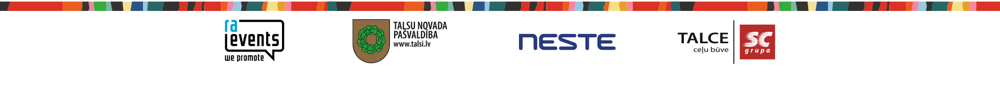 ra
events
we promote
TALSU NOVADA
PAŠVALDĪBA
www.talsi.lv
NESTE
TALCE
ceļu būve
SC
grupa